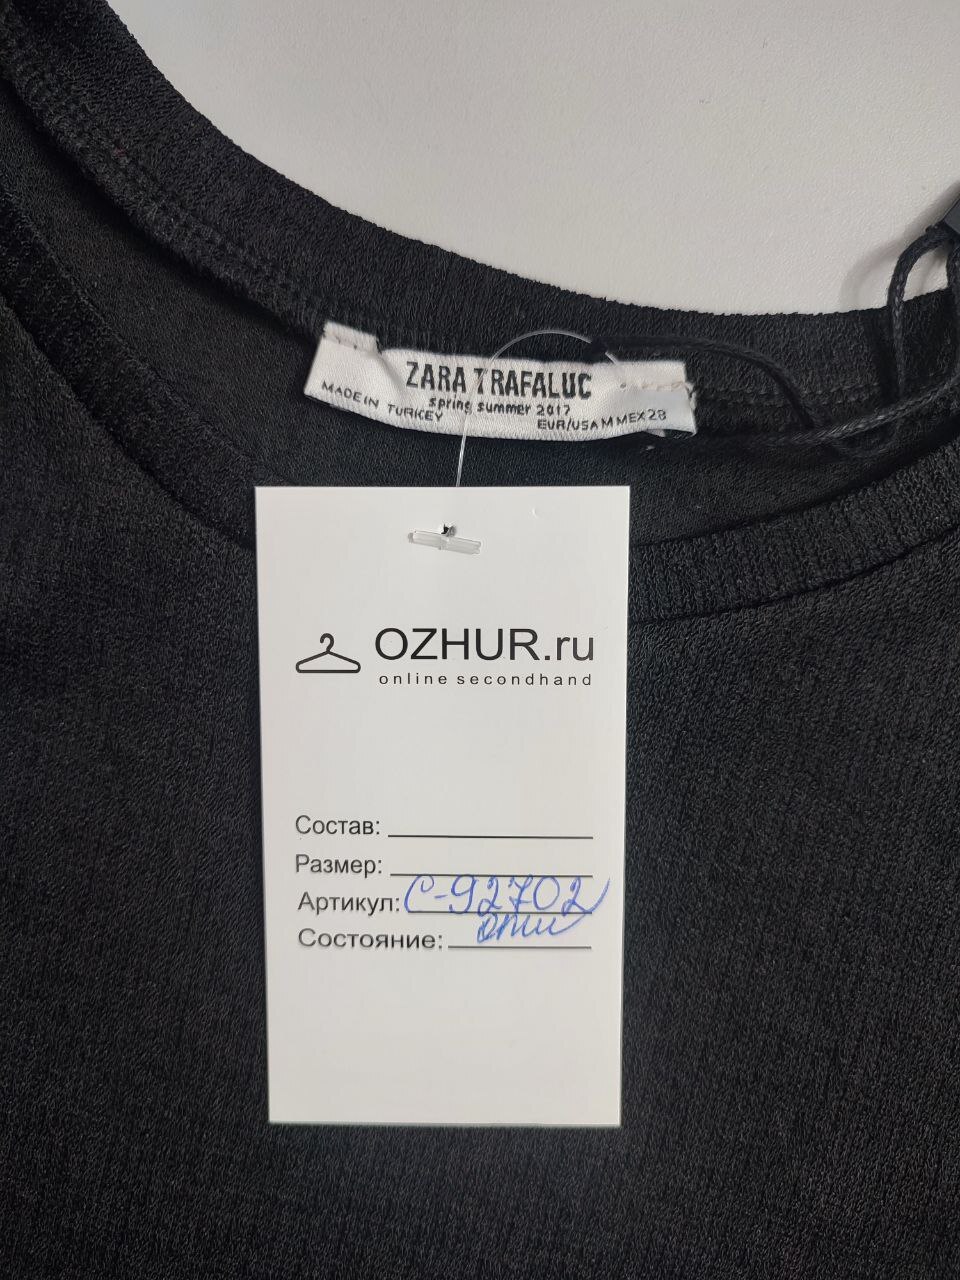 ZARA TRAFALUC
spring summer 2017
MADE IN TURKEY
EUR/USA M MEX 28
OZHUR.ru
online secondhand
Состав:
Размер:
Артикул: С-92702
Состояние: